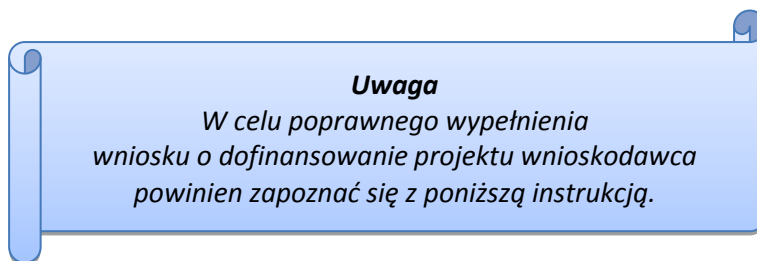 Uwaga
W celu poprawnego wypełnienia
wniosku o dofinansowanie projektu wnioskodawca
powinien zapoznać się z poniższą instrukcją.